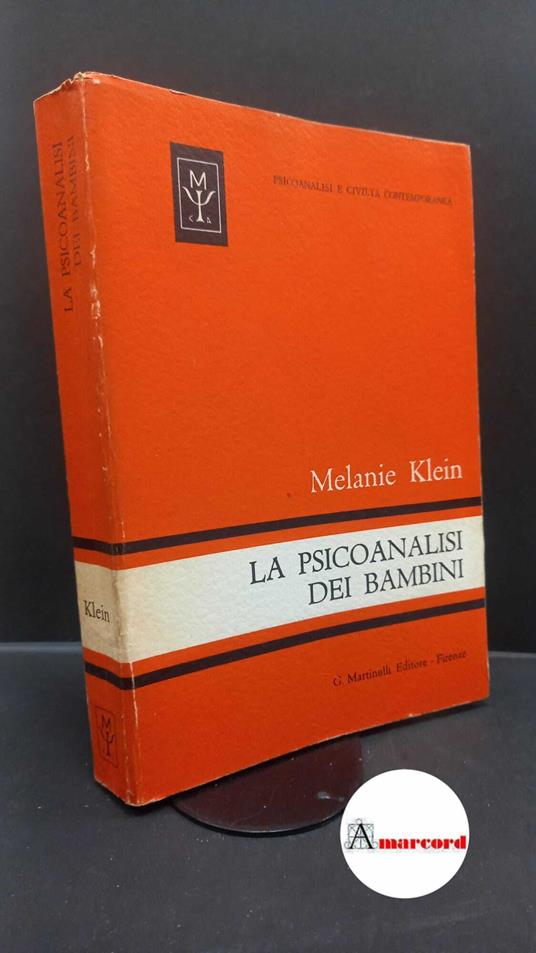 LA PSICOANALISI
DEI BAMBINI
Klein
M
M
PSICOANALISI E CIVILTÀ CONTEMPORANEA
Melanie Klein
LA PSICOANALISI
DEI BAMBINI
G. Martinelli Editore - Firenze
Amarcord